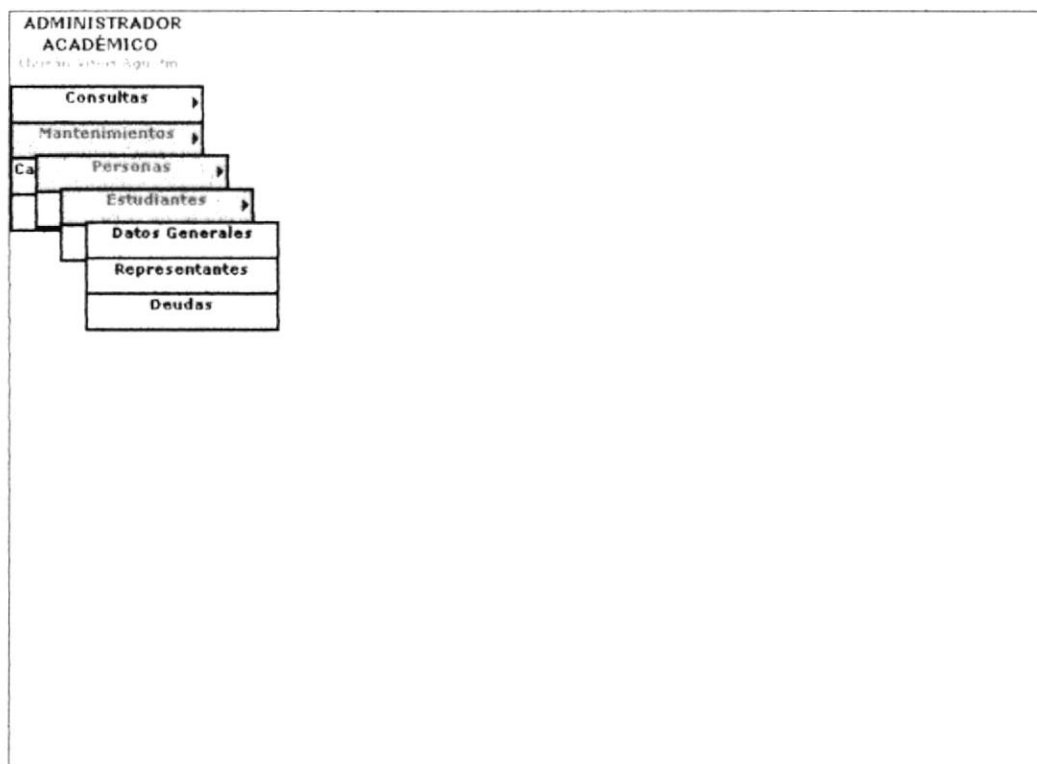 ADMINISTRADOR
ACADÉMICO
Consultas
Mantenimientos
Ca
Personas
Estudiantes
Datos Generales
Representantes
Deudas